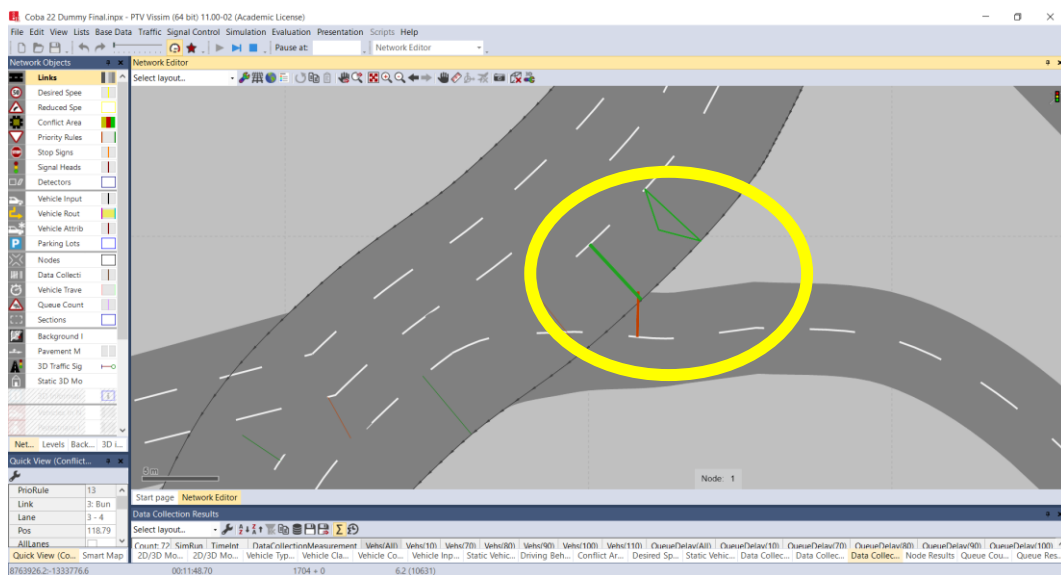 Coba 22 Dummy Final.inpx - PTV Vissim (64 bit) 11.00-02 (Academic License)
File Edit View Lists Base Data Traffic Signal Control Simulation Evaluation Presentation Scripts Help
Pause at: Network Editor
Network Objects
Network Editor
Select layout...
Links
Desired Spee
Reduced Spe
Conflict Area
Priority Rules
Stop Signs
Signal Heads
Detectors
Vehicle Input
Vehicle Rout
Vehicle Attrib
Parking Lots
Nodes
Data Collecti
Vehicle Trave
Queue Count
Sections
Background I
Pavement M
3D Traffic Sig
Static 3D Mo
Net... Levels Back... 3D i...
Quick View (Conflict...
PrioRule 13
Link 3: Bun
Lane 3 - 4
Pos 118.79
AllLanes
Quick View (Co... Smart Map
5 m
Node: 1
Start page Network Editor
Data Collection Results
Select layout...
Count: 72 SimRun TimeInt DataCollectionMeasurement Vehs(All) Vehs(10) Vehs(70) Vehs(80) Vehs(90) Vehs(100) Vehs(110) QueueDelay(All) QueueDelay(10) QueueDelay(70) QueueDelay(80) QueueDelay(90) QueueDelay(100)
2D/3D Mo... 2D/3D Mo... Vehicle Typ... Vehicle Cla... Vehicle Co... Vehicle Inp... Static Vehic... Driving Beh... Conflict Ar... Desired Sp... Static Vehic... Data Collec... Data Collec... Data Collec... Node Results Queue Cou... Queue Res...
8763926.2:-1333776.6 00:11:48.70 1704 + 0 6.2 (10631)